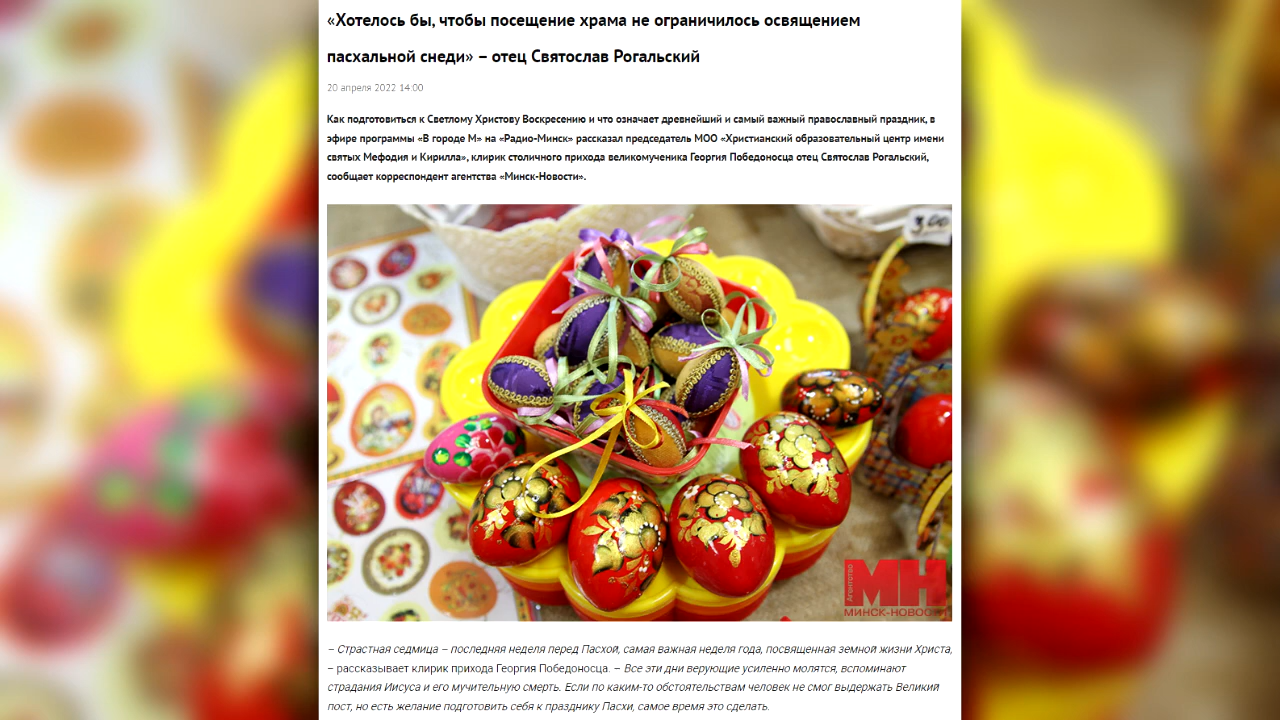 «Хотелось бы, чтобы посещение храма не ограничилось освящением
пасхальной снеди» – отец Святослав Рогальский
20 апреля 2022 14:00
Как подготовиться к Светлому Христову Воскресению и что означает древнейший и самый важный православный праздник, в
эфире программы «В городе М» на «Радио-Минск» рассказал председатель МОО «Христианский образовательный центр имени
святых Мефодия и Кирилла», клирик столичного прихода великомученика Георгия Победоносца отец Святослав Рогальский,
сообщает корреспондент агентства «Минск-Новости».
3,00
Агентство
МН
МИНСК-НОВОСТИ
– Страстная седмица – последняя неделя перед Пасхой, самая важная неделя года, посвященная земной жизни Христа,
– рассказывает клирик прихода Георгия Победоносца. – Все эти дни верующие усиленно молятся, вспоминают
страдания Иисуса и его мучительную смерть. Если по каким-то обстоятельствам человек не смог выдержать Великий
пост, но есть желание подготовить себя к празднику Пасхи, самое время это сделать.